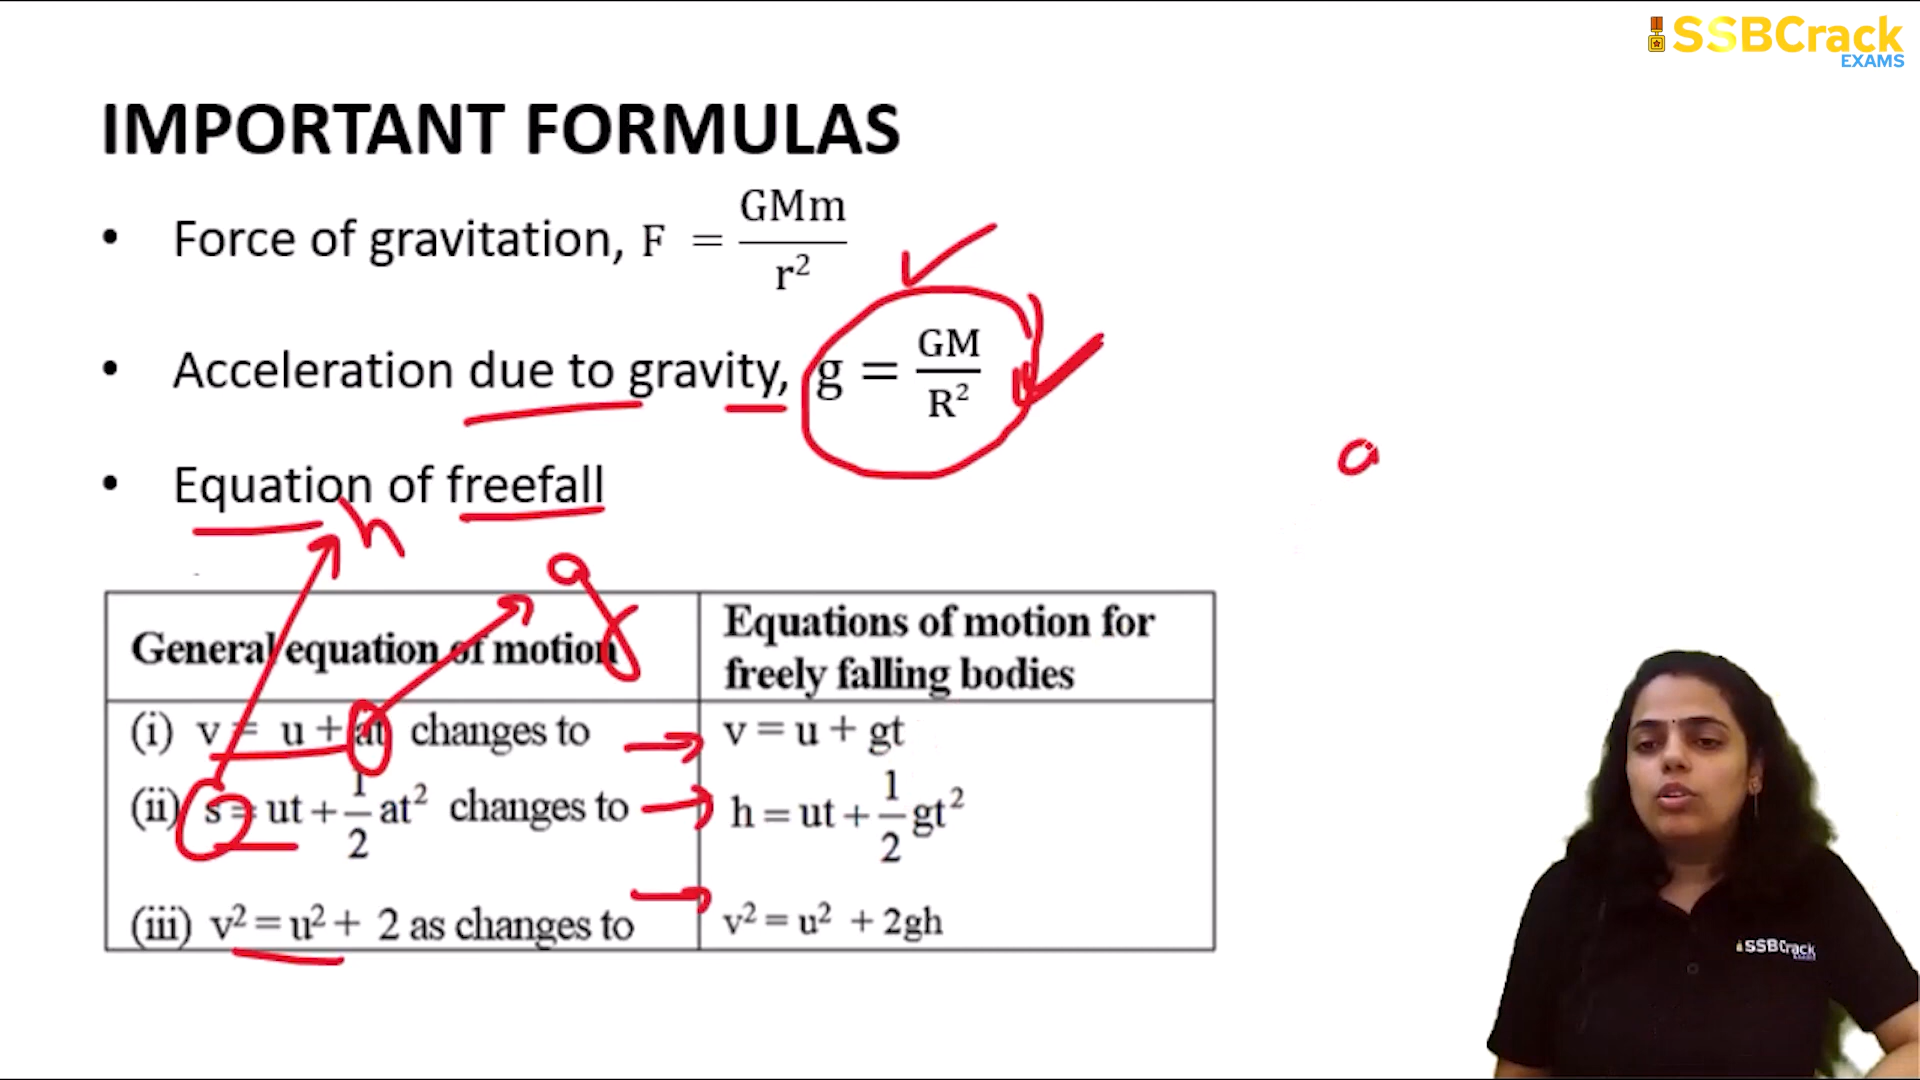 SSBCrack
EXAMS
IMPORTANT FORMULAS
• Force of gravitation, F = GMm / r²
• Acceleration due to gravity, g = GM / R²
• Equation of freefall
h
a
General equation of motion
Equations of motion for freely falling bodies
(i) v = u + at changes to
v = u + gt
(ii) s = ut + 1/2 at² changes to
h = ut + 1/2 gt²
(iii) v² = u² + 2 as changes to
v² = u² + 2gh
SSBCrack